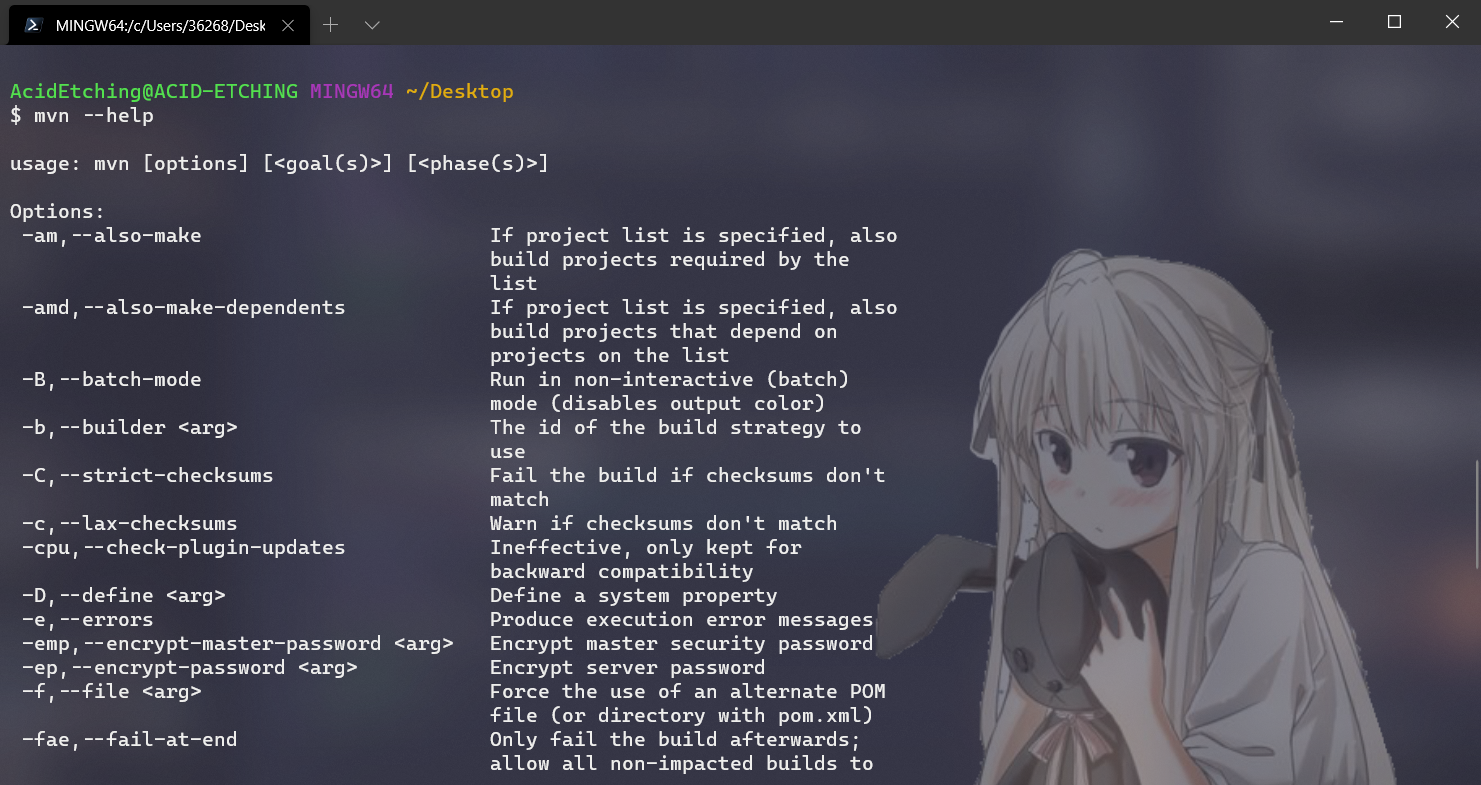 MINGW64:/c/Users/36268/Desk
AcidEtching@ACID-ETCHING MINGW64 ~/Desktop
$ mvn --help
usage: mvn [options] [<goal(s)>] [<phase(s)>]
Options:
-am,--also-make If project list is specified, also
build projects required by the
list
-amd,--also-make-dependents If project list is specified, also
build projects that depend on
projects on the list
-B,--batch-mode Run in non-interactive (batch)
mode (disables output color)
-b,--builder <arg> The id of the build strategy to
use
-C,--strict-checksums Fail the build if checksums don't
match
-c,--lax-checksums Warn if checksums don't match
-cpu,--check-plugin-updates Ineffective, only kept for
backward compatibility
-D,--define <arg> Define a system property
-e,--errors Produce execution error messages
-emp,--encrypt-master-password <arg> Encrypt master security password
-ep,--encrypt-password <arg> Encrypt server password
-f,--file <arg> Force the use of an alternate POM
file (or directory with pom.xml)
-fae,--fail-at-end Only fail the build afterwards;
allow all non-impacted builds to